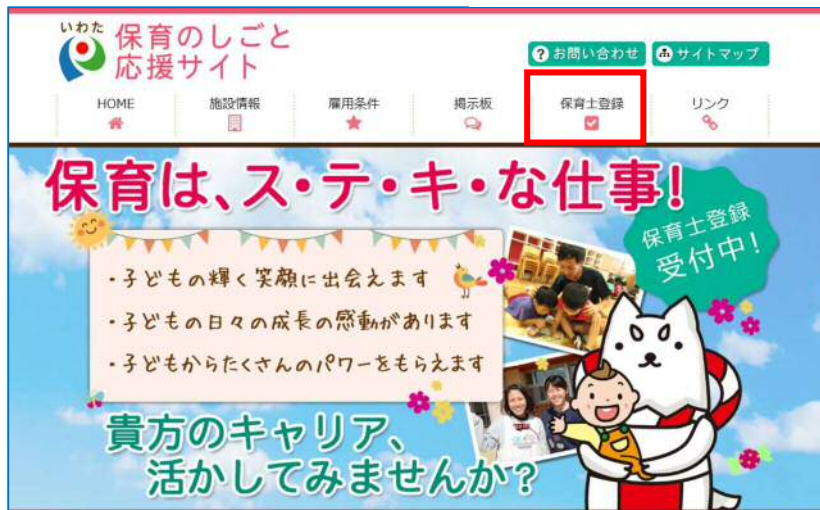 いわた
保育のしごと
応援サイト
お問い合わせ
サイトマップ
HOME
施設情報
雇用条件
掲示板
保育士登録
リンク
保育は、ス・テ・キ・な仕事!
保育士登録
受付中!
・子どもの輝く笑顔に出会えます
・子どもの日々の成長の感動があります
・子どもからたくさんのパワーをもらえます
貴方のキャリア、
活かしてみませんか?